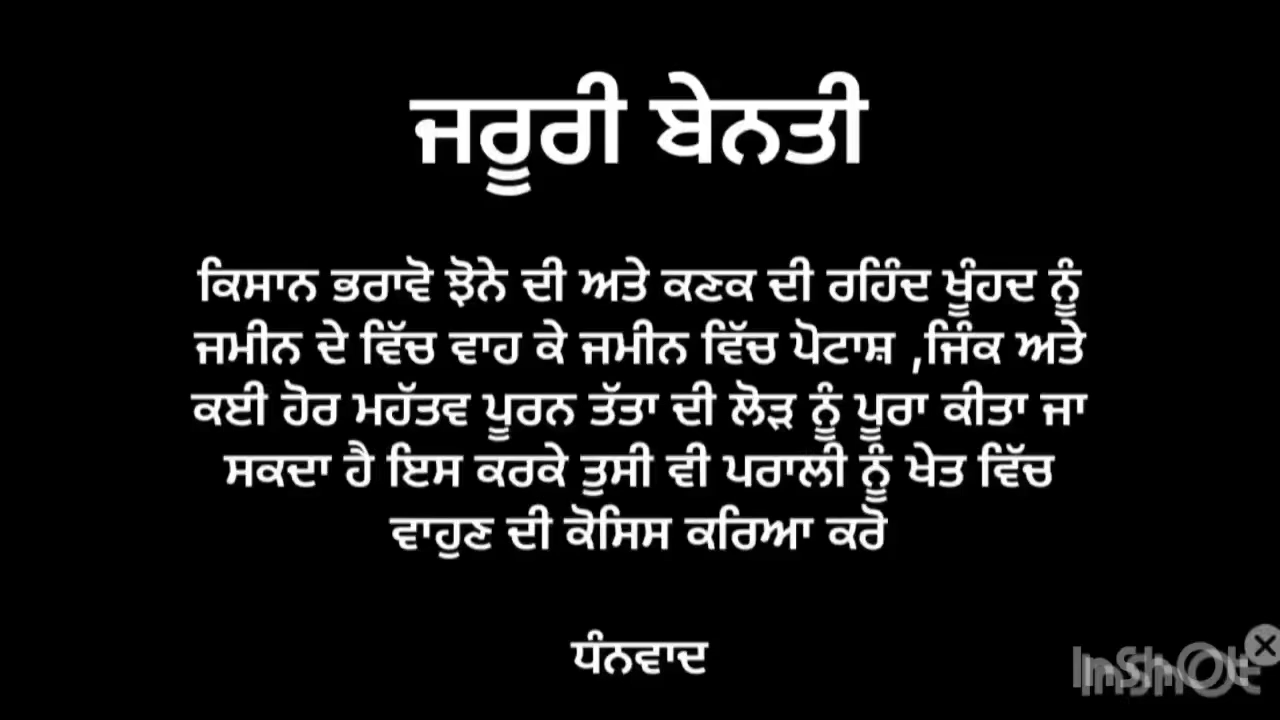 ਜਰੂਰੀ ਬੇਨਤੀ
ਕਿਸਾਨ ਭਰਾਵੋ ਝੋਨੇ ਦੀ ਅਤੇ ਕਣਕ ਦੀ ਰਹਿੰਦ ਖੂੰਹਦ ਨੂੰ
ਜਮੀਨ ਦੇ ਵਿੱਚ ਵਾਹ ਕੇ ਜਮੀਨ ਵਿੱਚ ਪੋਟਾਸ਼ ,ਜਿੰਕ ਅਤੇ
ਕਈ ਹੋਰ ਮਹੱਤਵ ਪੂਰਨ ਤੱਤਾ ਦੀ ਲੋੜ ਨੂੰ ਪੂਰਾ ਕੀਤਾ ਜਾ
ਸਕਦਾ ਹੈ ਇਸ ਕਰਕੇ ਤੁਸੀ ਵੀ ਪਰਾਲੀ ਨੂੰ ਖੇਤ ਵਿੱਚ
ਵਾਹੁਣ ਦੀ ਕੋਸਿਸ ਕਰਿਆ ਕਰੋ
ਧੰਨਵਾਦ
InShOt